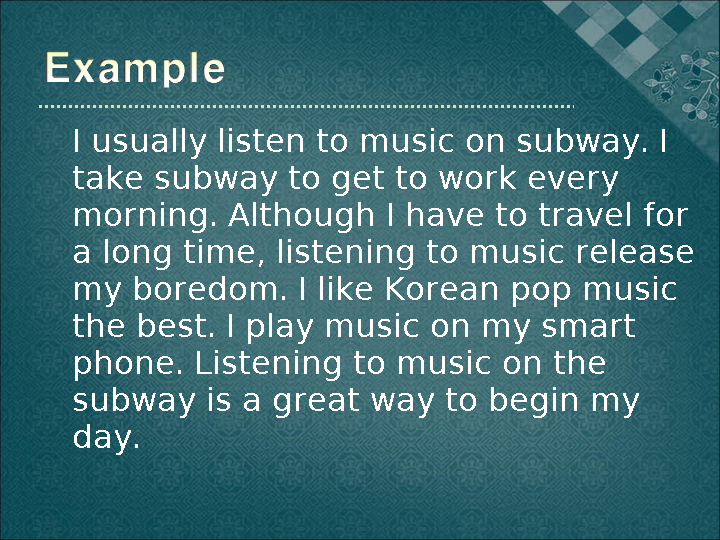 Example
I usually listen to music on subway. I
take subway to get to work every
morning. Although I have to travel for
a long time, listening to music release
my boredom. I like Korean pop music
the best. I play music on my smart
phone. Listening to music on the
subway is a great way to begin my
day.